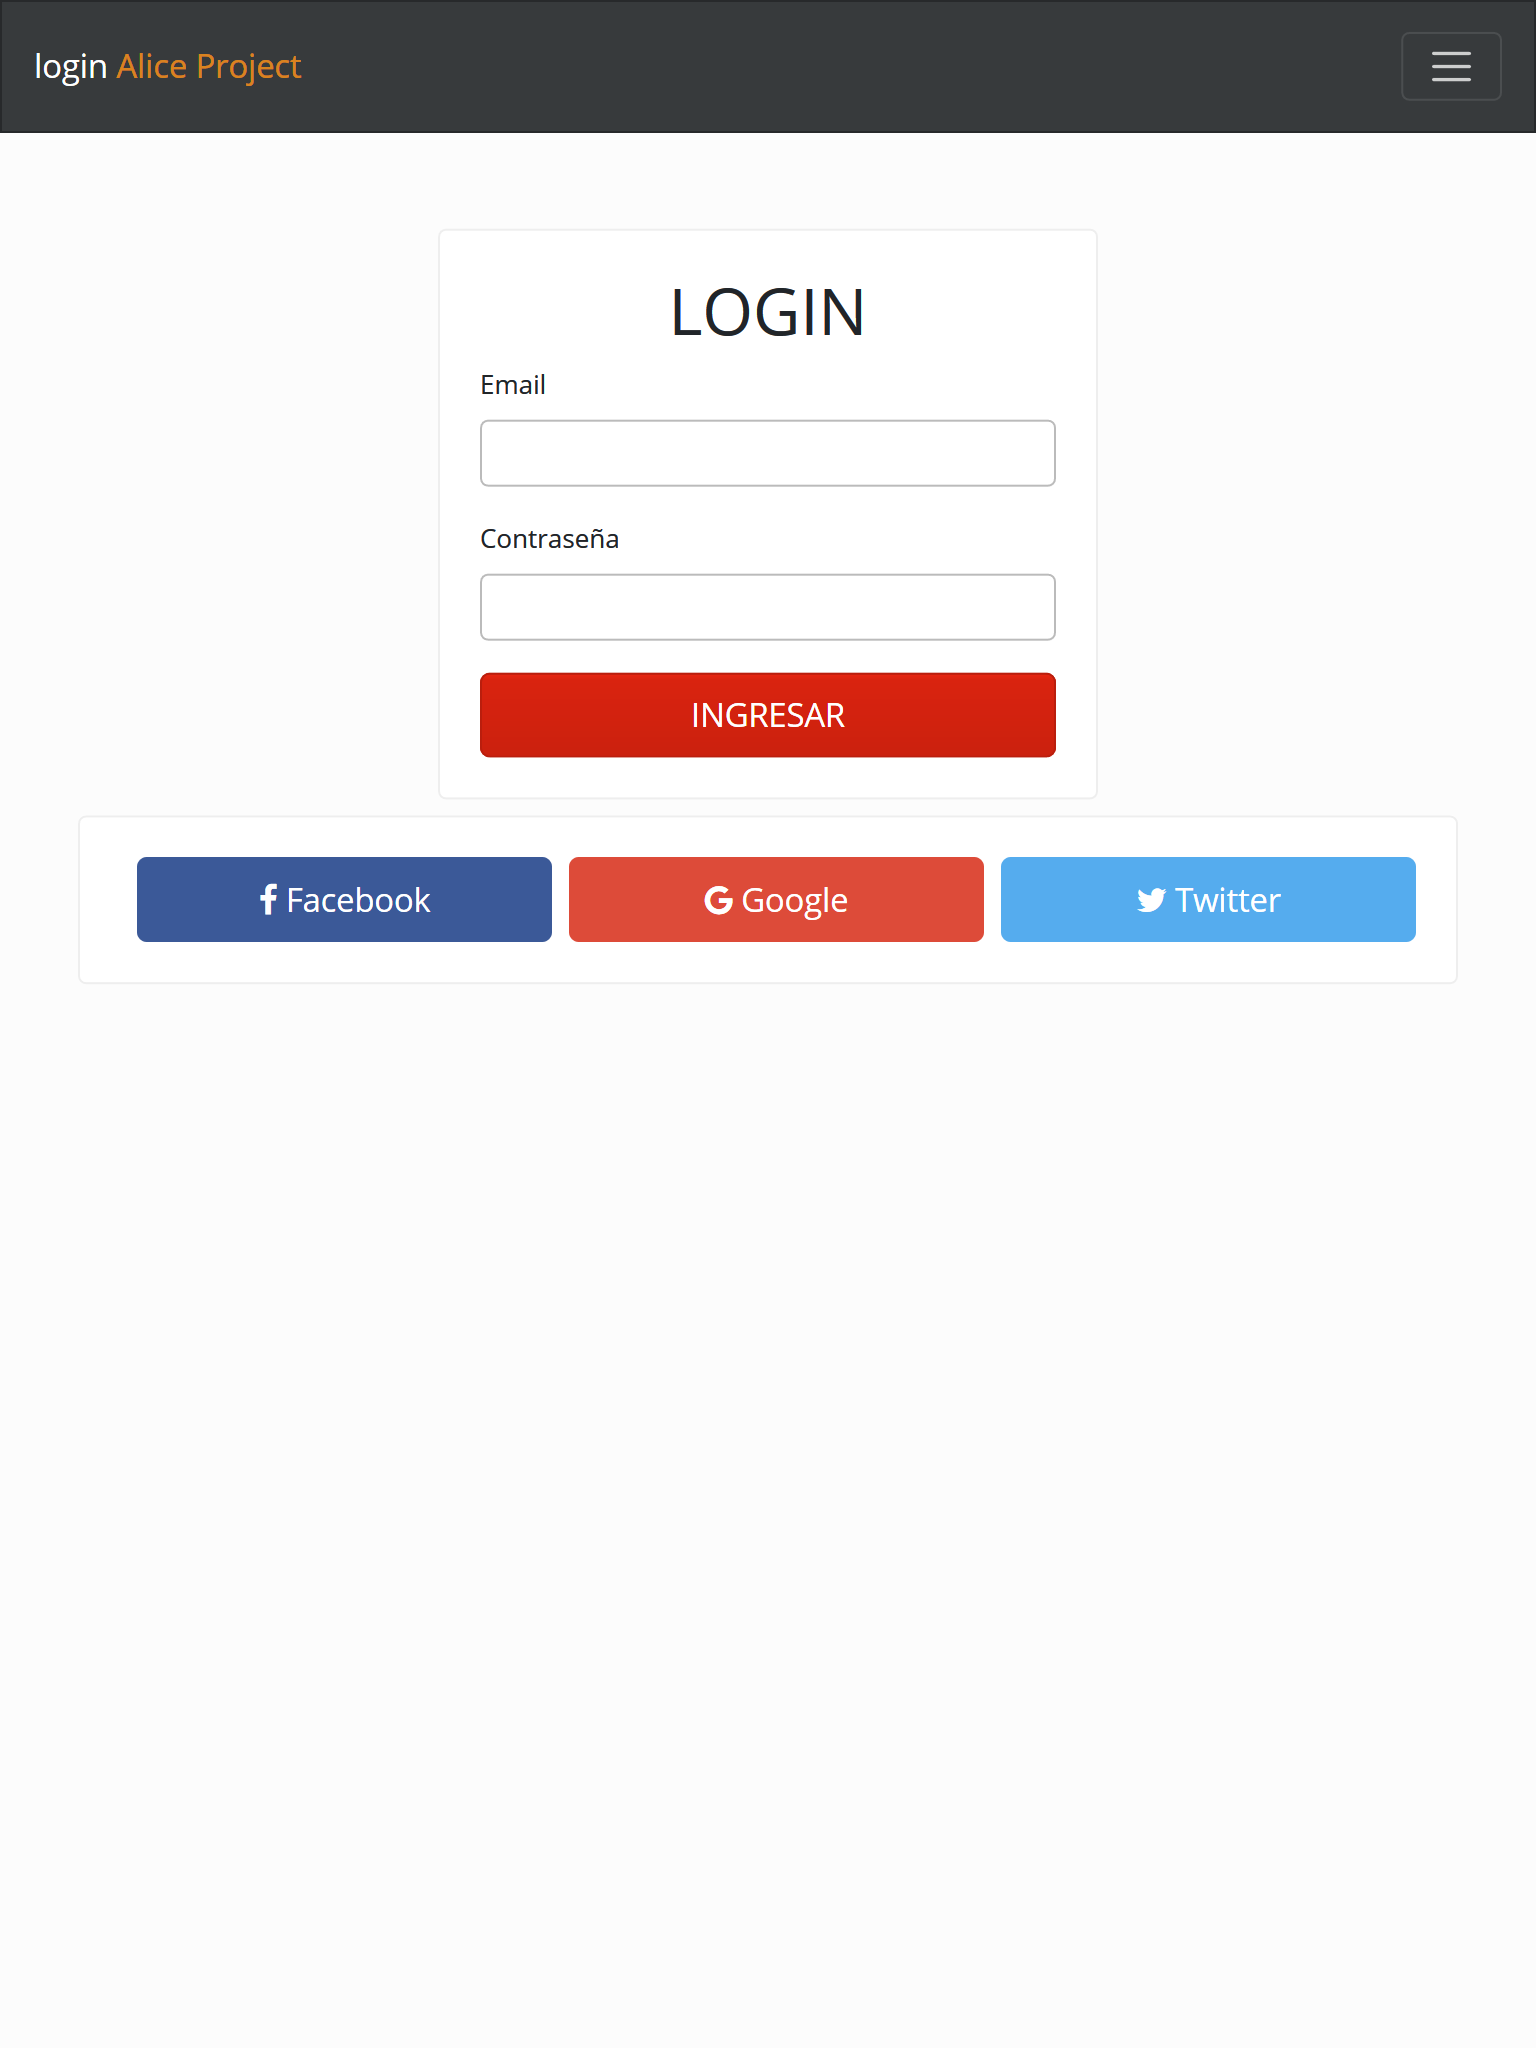 login Alice Project
LOGIN
Email
Contraseña
INGRESAR
Facebook Google Twitter